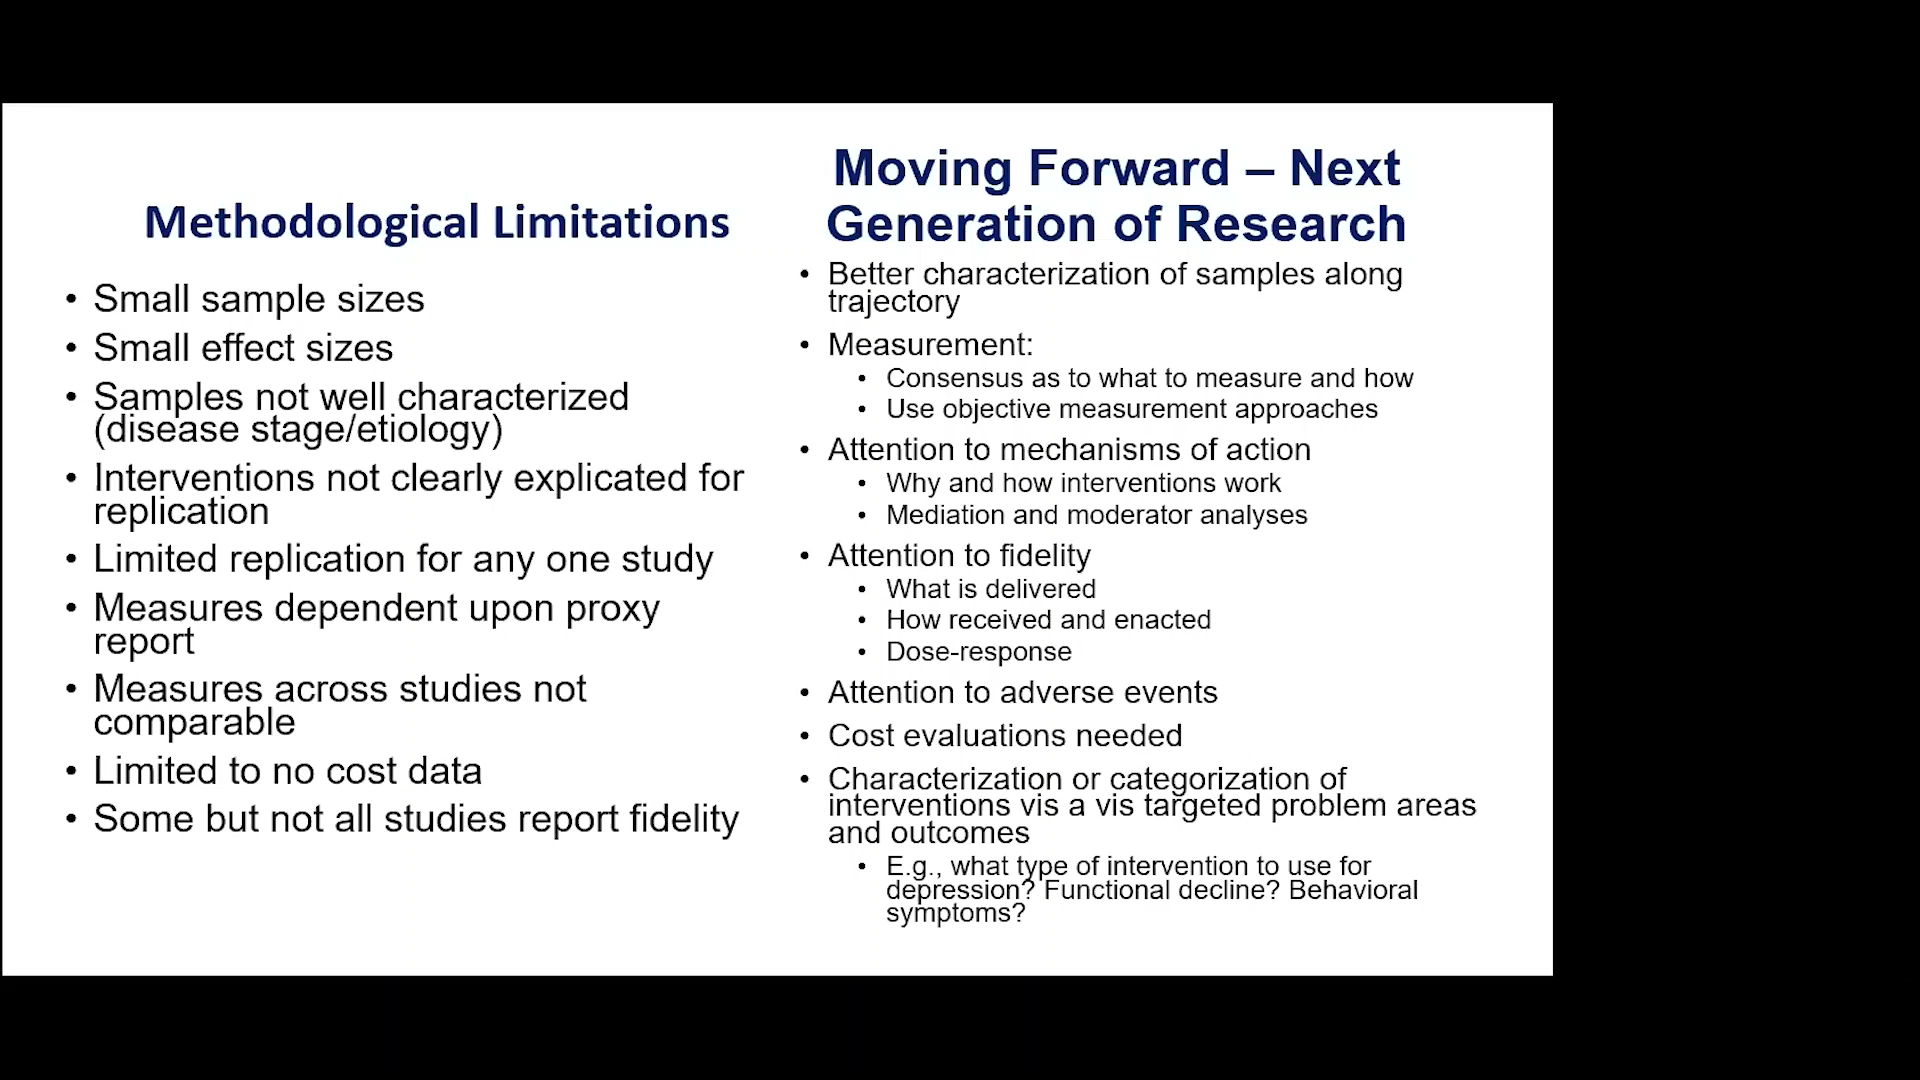 Methodological Limitations
• Small sample sizes
• Small effect sizes
• Samples not well characterized
(disease stage/etiology)
• Interventions not clearly explicated for
replication
• Limited replication for any one study
• Measures dependent upon proxy
report
• Measures across studies not
comparable
• Limited to no cost data
• Some but not all studies report fidelity
Moving Forward – Next
Generation of Research
• Better characterization of samples along
trajectory
• Measurement:
• Consensus as to what to measure and how
• Use objective measurement approaches
• Attention to mechanisms of action
• Why and how interventions work
• Mediation and moderator analyses
• Attention to fidelity
• What is delivered
• How received and enacted
• Dose-response
• Attention to adverse events
• Cost evaluations needed
• Characterization or categorization of
interventions vis a vis targeted problem areas
and outcomes
• E.g., what type of intervention to use for
depression? Functional decline? Behavioral
symptoms?